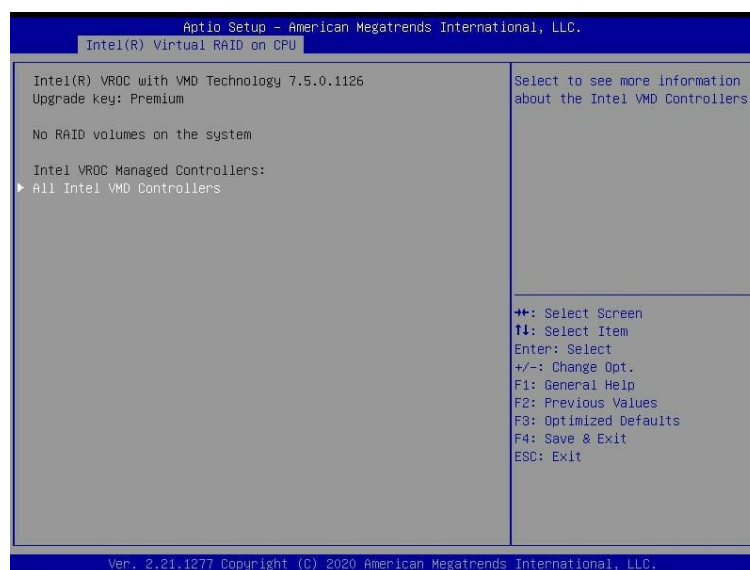 Aptio Setup – American Megatrends International, LLC.
Intel(R) Virtual RAID on CPU
Intel(R) VROC with VMD Technology 7.5.0.1126
Upgrade key: Premium
No RAID volumes on the system
Intel VROC Managed Controllers:
▶ All Intel VMD Controllers
Select to see more information
about the Intel VMD Controllers
→←: Select Screen
↑↓: Select Item
Enter: Select
+/-: Change Opt.
F1: General Help
F2: Previous Values
F3: Optimized Defaults
F4: Save & Exit
ESC: Exit
Ver. 2.21.1277 Copyright (C) 2020 American Megatrends International, LLC.